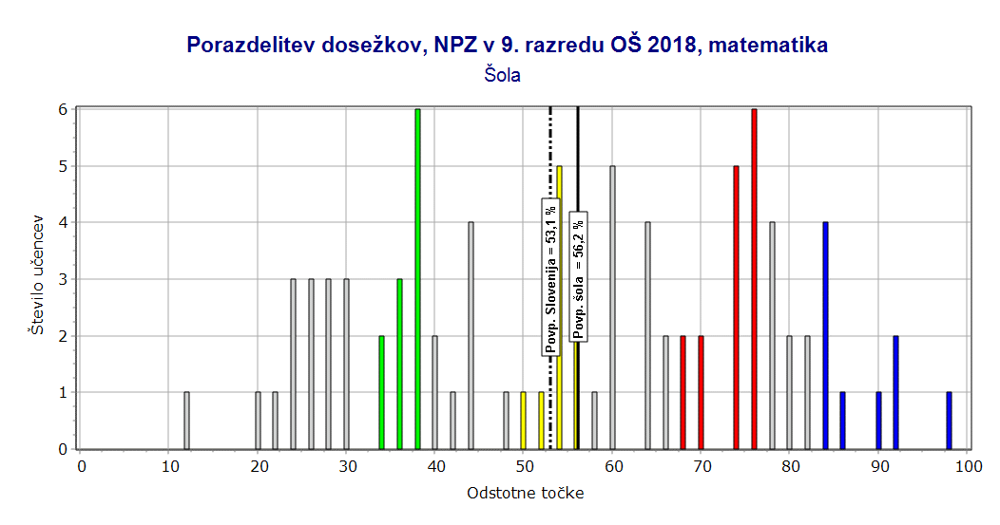 Porazdelitev dosežkov, NPZ v 9. razredu OŠ 2018, matematika
Šola
6
5
4
3
2
1
0
Število učencev
Povp. Slovenija = 53,1 %
Povp. šola = 56,2 %
0 10 20 30 40 50 60 70 80 90 100
Odstotne točke